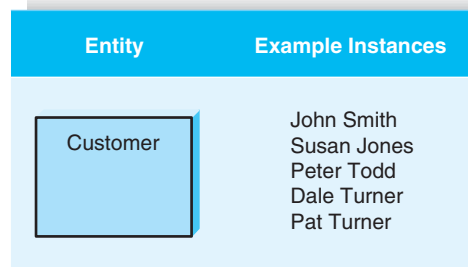 Entity Example Instances
Customer
John Smith
Susan Jones
Peter Todd
Dale Turner
Pat Turner